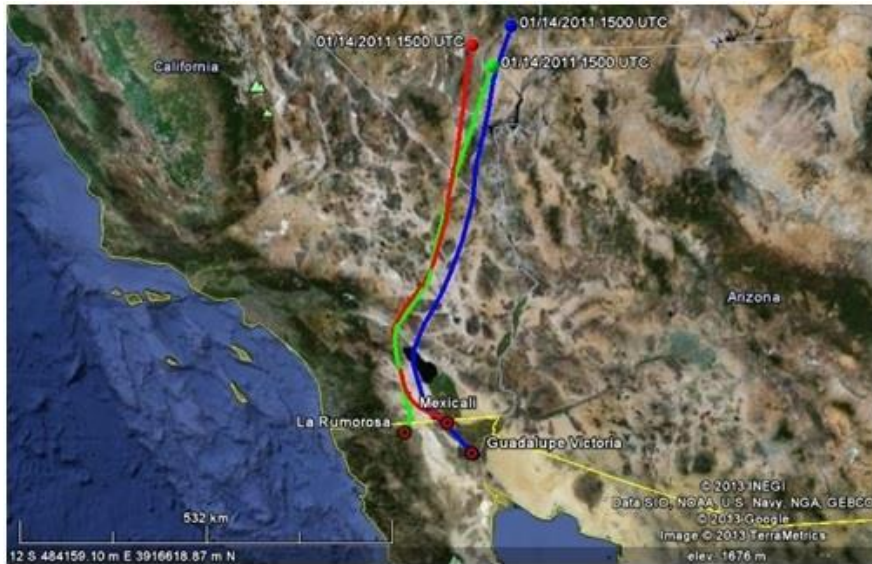 01/14/2011 1500 UTC
01/14/2011 1500 UTC
01/14/2011 1500 UTC
California
Arizona
Mexicali
La Rumorosa
Guadalupe Victoria
© 2013 INEGI
Data SIO, NOAA, U.S. Navy, NGA, GEBCO
© 2013 Google
Image © 2013 TerraMetrics
532 km
12 S 484159.10 m E 3916618.87 m N
elev 1676 m